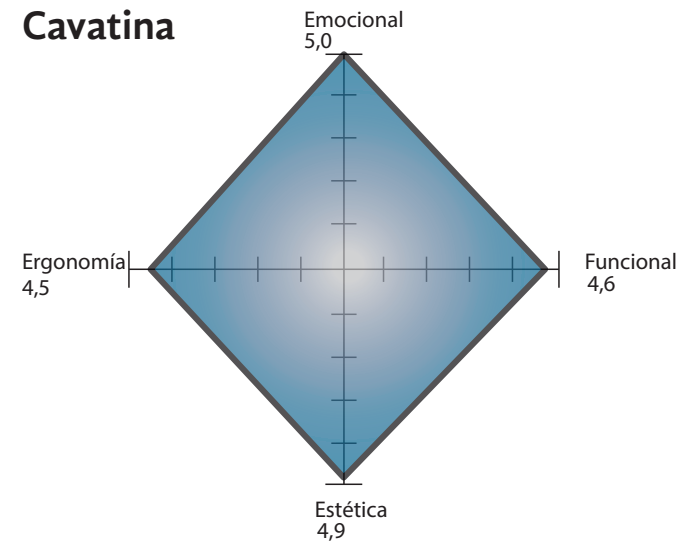 Cavatina
Emocional
5,0
Ergonomía
4,5
Funcional
4,6
Estética
4,9